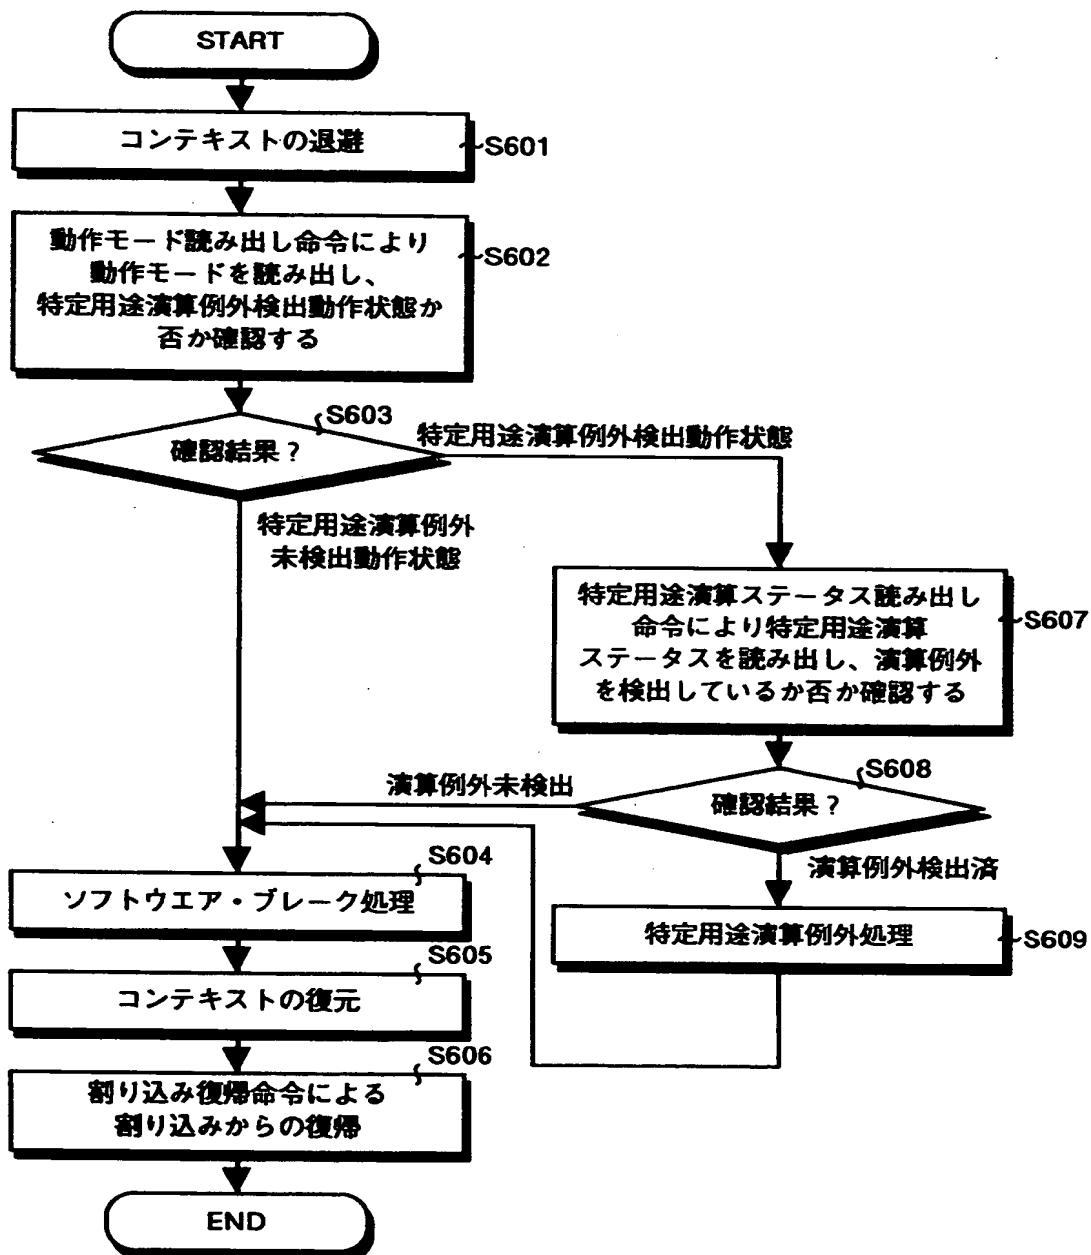 START
コンテキストの退避
S601
動作モード読み出し命令により
動作モードを読み出し、
特定用途演算例外検出動作状態か
否か確認する
S602
S603
確認結果？
特定用途演算例外検出動作状態
特定用途演算例外
未検出動作状態
特定用途演算ステータス読み出し
命令により特定用途演算
ステータスを読み出し、演算例外
を検出しているか否か確認する
S607
S608
確認結果？
演算例外未検出
演算例外検出済
特定用途演算例外処理
S609
S604
ソフトウエア・ブレーク処理
S605
コンテキストの復元
S606
割り込み復帰命令による
割り込みからの復帰
END